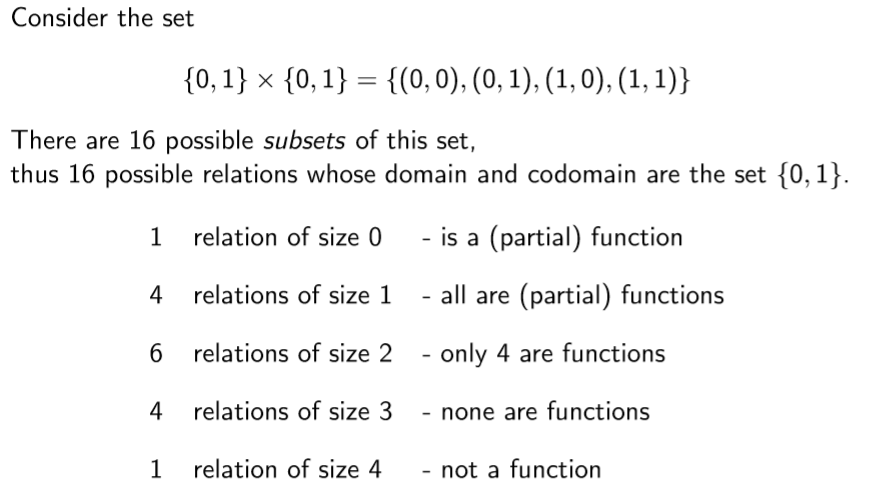 Consider the set
{0, 1} × {0, 1} = {(0, 0), (0, 1), (1, 0), (1, 1)}
There are 16 possible subsets of this set,
thus 16 possible relations whose domain and codomain are the set {0, 1}.
1 relation of size 0 - is a (partial) function
4 relations of size 1 - all are (partial) functions
6 relations of size 2 - only 4 are functions
4 relations of size 3 - none are functions
1 relation of size 4 - not a function